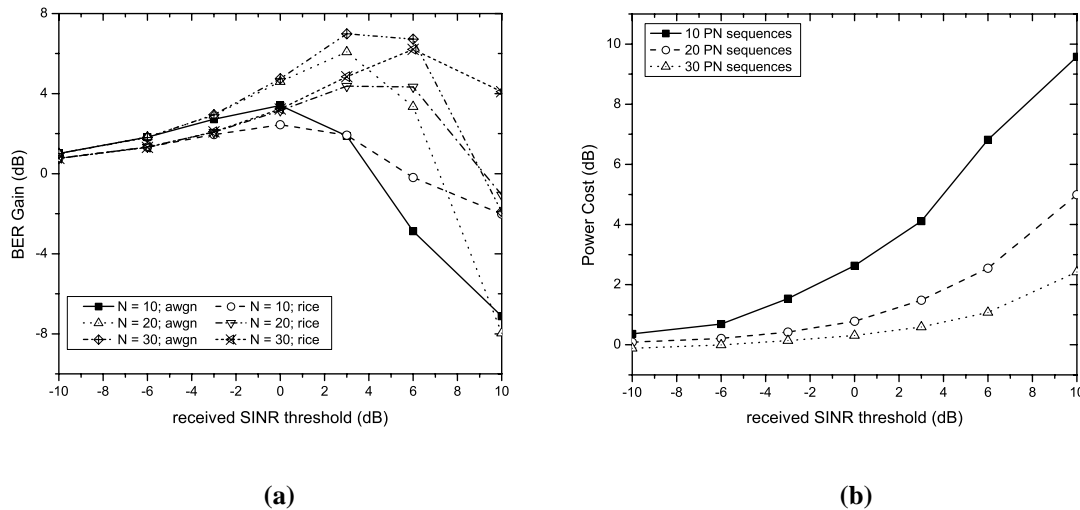 8
4
0
-4
-8
BER Gain (dB)
N = 10; awgn
N = 10; rice
N = 20; awgn
N = 20; rice
N = 30; awgn
N = 30; rice
-10 -8 -6 -4 -2 0 2 4 6 8 10
received SINR threshold (dB)
(a)
10
8
6
4
2
0
Power Cost (dB)
10 PN sequences
20 PN sequences
30 PN sequences
-10 -8 -6 -4 -2 0 2 4 6 8 10
received SINR threshold (dB)
(b)